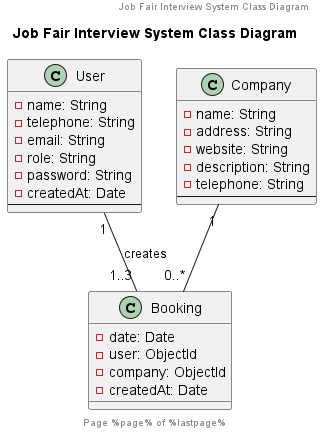 Job Fair Interview System Class Diagram
Job Fair Interview System Class Diagram
C User
name: String
telephone: String
email: String
role: String
password: String
createdAt: Date
C Company
name: String
address: String
website: String
description: String
telephone: String
1
1
creates
1..3
0..*
C Booking
date: Date
user: ObjectId
company: ObjectId
createdAt: Date
Page %page% of %lastpage%